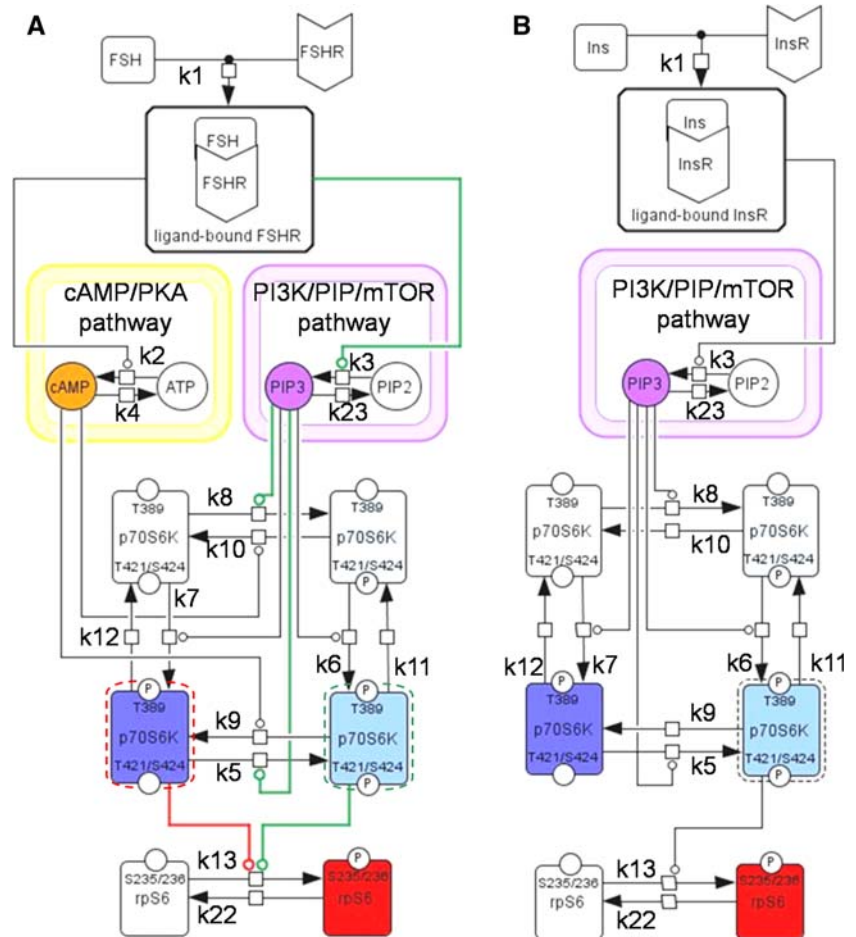 A
FSH
FSHR
k1
FSH
FSHR
ligand-bound FSHR
cAMP/PKA
pathway
PI3K/PIP/mTOR
pathway
k2
cAMP
ATP
k4
k3
PIP3
PIP2
k23
T389
p70S6K
T421/S424
k8
k10
T389
p70S6K
T421/S424
P
k7
k12
k6
k11
P
T389
p70S6K
T421/S424
k9
k5
P
T389
p70S6K
T421/S424
P
k13
S235/236
rpS6
k22
P
S235/236
rpS6
B
Ins
InsR
k1
Ins
InsR
ligand-bound InsR
PI3K/PIP/mTOR
pathway
k3
PIP3
PIP2
k23
T389
p70S6K
T421/S424
k8
k10
T389
p70S6K
T421/S424
P
k12
k7
k6
k11
P
T389
p70S6K
T421/S424
k9
k5
P
T389
p70S6K
T421/S424
P
k13
S235/236
rpS6
k22
P
S235/236
rpS6